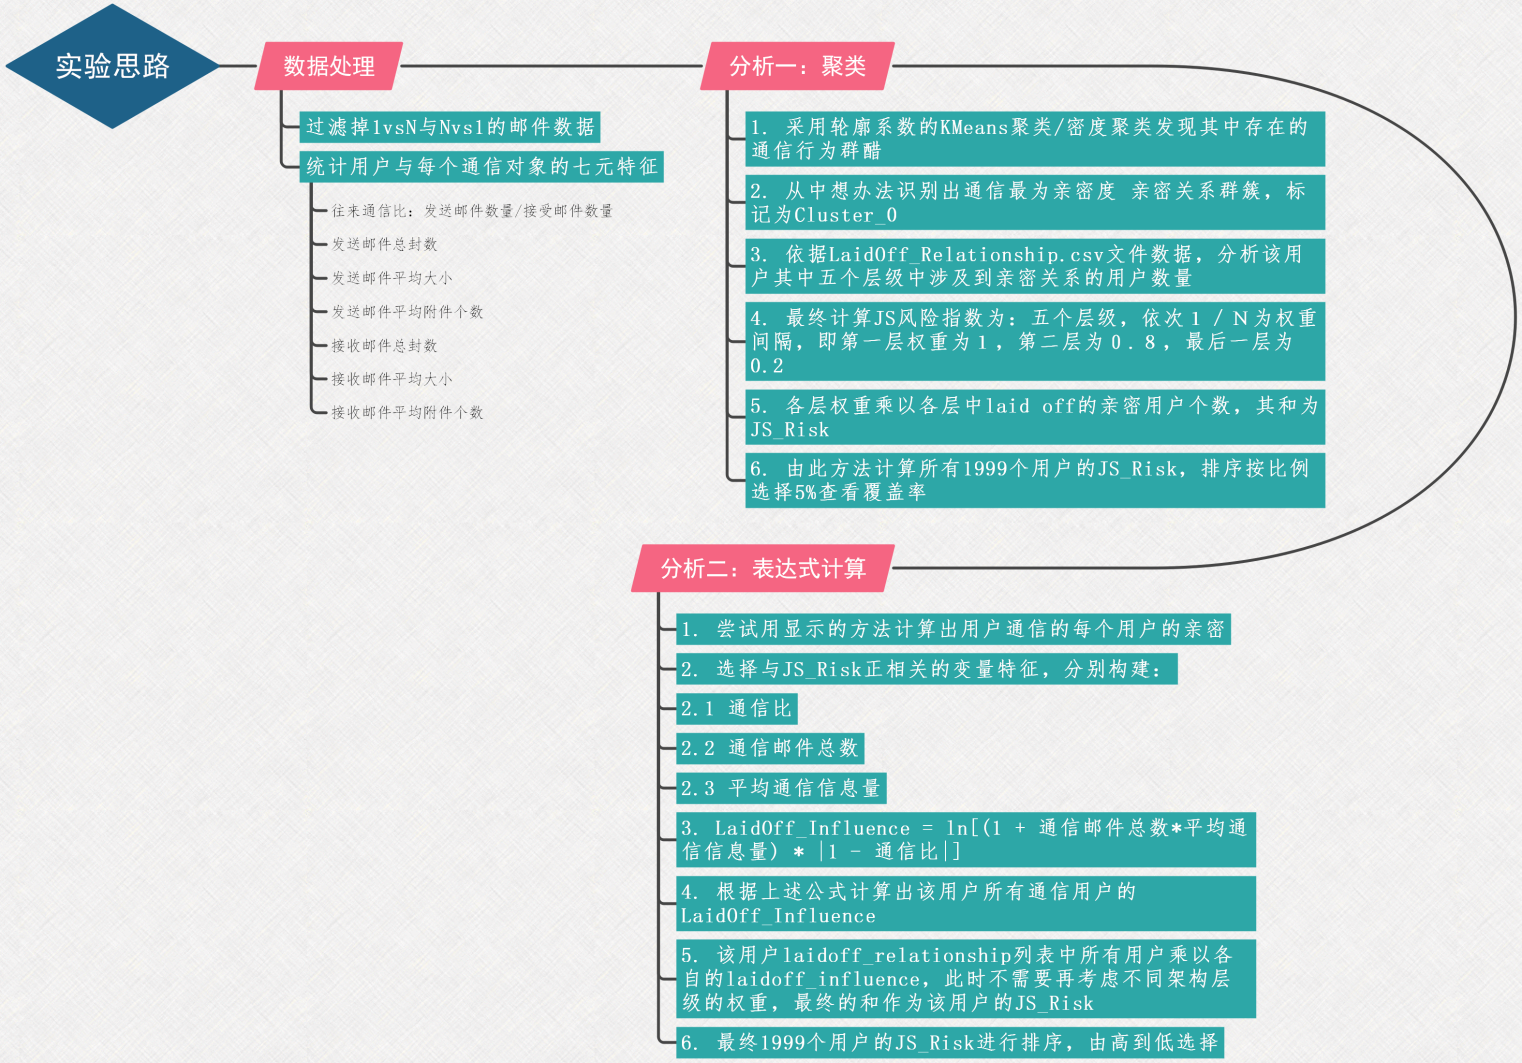 实验思路
数据处理
过滤掉1vsN与Nvs1的邮件数据
统计用户与每个通信对象的七元特征
往来通信比：发送邮件数量/接受邮件数量
发送邮件总封数
发送邮件平均大小
发送邮件平均附件个数
接收邮件总封数
接收邮件平均大小
接收邮件平均附件个数
分析一：聚类
1. 采用轮廓系数的KMeans聚类/密度聚类发现其中存在的
通信行为群醋
2. 从中想办法识别出通信最为亲密度 亲密关系群簇，标
记为Cluster_0
3. 依据LaidOff_Relationship.csv文件数据，分析该用
户其中五个层级中涉及到亲密关系的用户数量
4. 最终计算JS风险指数为：五个层级，依次１／Ｎ为权重
间隔，即第一层权重为１，第二层为０.８，最后一层为
0.2
5. 各层权重乘以各层中laid off的亲密用户个数，其和为
JS_Risk
6. 由此方法计算所有1999个用户的JS_Risk，排序按比例
选择5%查看覆盖率
分析二：表达式计算
1. 尝试用显示的方法计算出用户通信的每个用户的亲密
2. 选择与JS_Risk正相关的变量特征，分别构建：
2.1 通信比
2.2 通信邮件总数
2.3 平均通信信息量
3. LaidOff_Influence = ln[(1 + 通信邮件总数*平均通
信信息量) * |1 - 通信比|]
4. 根据上述公式计算出该用户所有通信用户的
LaidOff_Influence
5. 该用户laidoff_relationship列表中所有用户乘以各
自的laidoff_influence，此时不需要再考虑不同架构层
级的权重，最终的和作为该用户的JS_Risk
6. 最终1999个用户的JS_Risk进行排序，由高到低选择